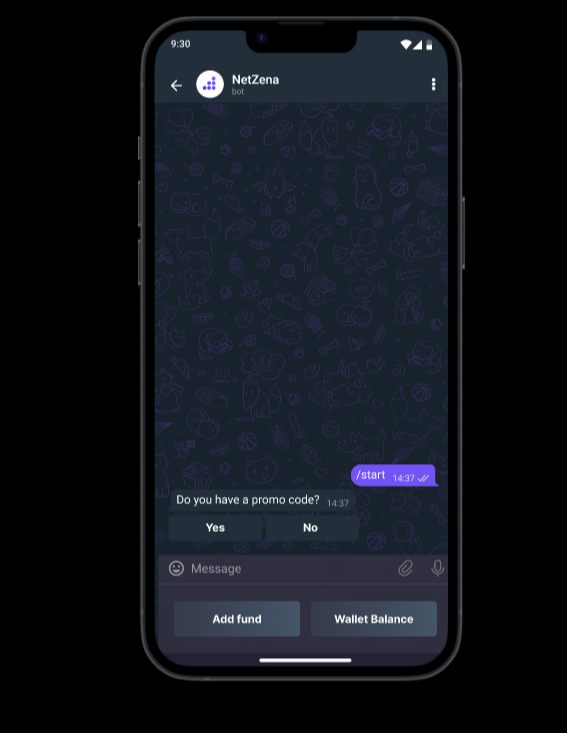 9:30
NetZena
bot
/start 14:37
Do you have a promo code? 14:37
Yes No
Message
Add fund Wallet Balance